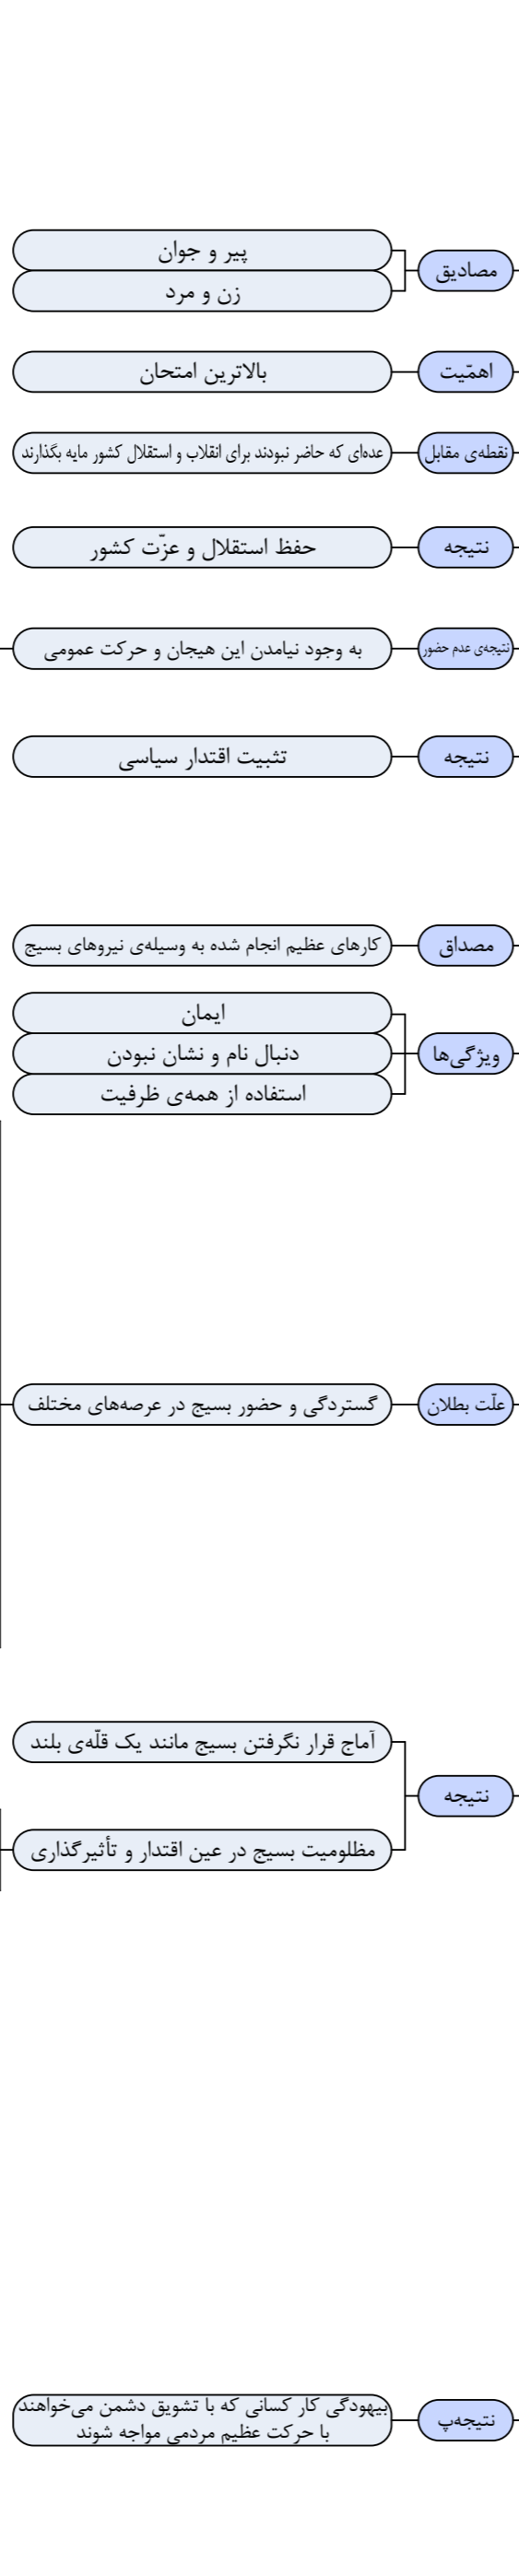 مصادیق
پیر و جوان
زن و مرد
اهمّیت
بالاترین امتحان
نقطه‌ی مقابل
عده‌ای که حاضر نبودند برای انقلاب و استقلال کشور مایه بگذارند
نتیجه
حفظ استقلال و عزّت کشور
نتیجه‌ی عدم حضور
به وجود نیامدن این هیجان و حرکت عمومی
نتیجه
تثبیت اقتدار سیاسی
مصداق
کارهای عظیم انجام شده به وسیله‌ی نیروهای بسیج
ویژگی‌ها
ایمان
دنبال نام و نشان نبودن
استفاده از همه‌ی ظرفیت
علّت بطلان
گستردگی و حضور بسیج در عرصه‌های مختلف
نتیجه
آماج قرار نگرفتن بسیج مانند یک قلّه‌ی بلند
مظلومیت بسیج در عین اقتدار و تأثیرگذاری
نتیجه‌پ
بیهودگی کار کسانی که با تشویق دشمن می‌خواهند
با حرکت عظیم مردمی مواجه شوند